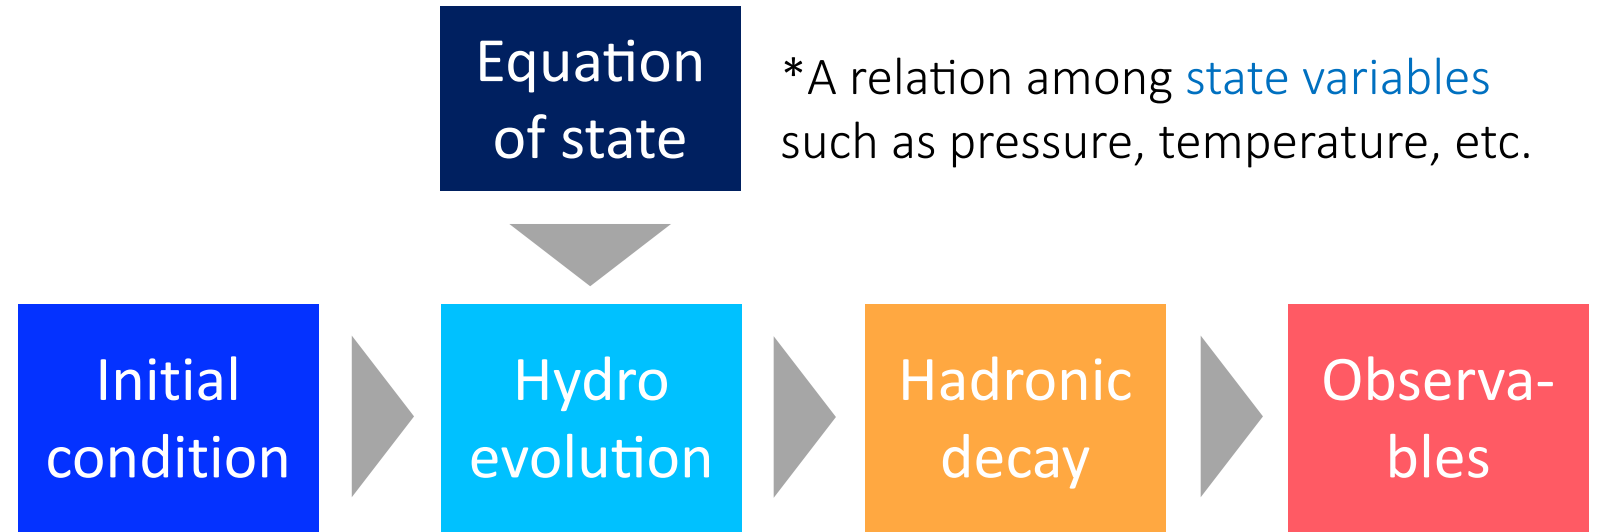 Equation
of state
*A relation among state variables
such as pressure, temperature, etc.
Initial
condition
Hydro
evolution
Hadronic
decay
Observa-
bles